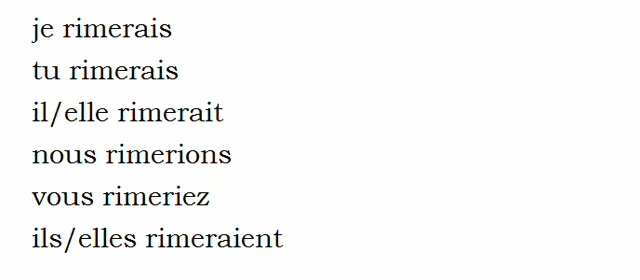 je rimerais
tu rimerais
il/elle rimerait
nous rimerions
vous rimeriez
ils/elles rimeraient